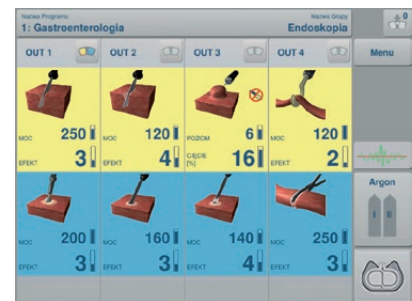 Nazwa Programu
Nazwa Grupy
1: Gastroenterologia
Endoskopia
0
OUT 1
OUT 2
OUT 3
OUT 4
Menu
MOC 250
MOC 120
POZIOM 6
MOC 120
EFEKT 3
EFEKT 4
CIĘCIE [%] 16
EFEKT 2
Argon
I II
MOC 200
MOC 160
MOC 140
MOC 250
EFEKT 3
EFEKT 3
EFEKT 4
EFEKT 3